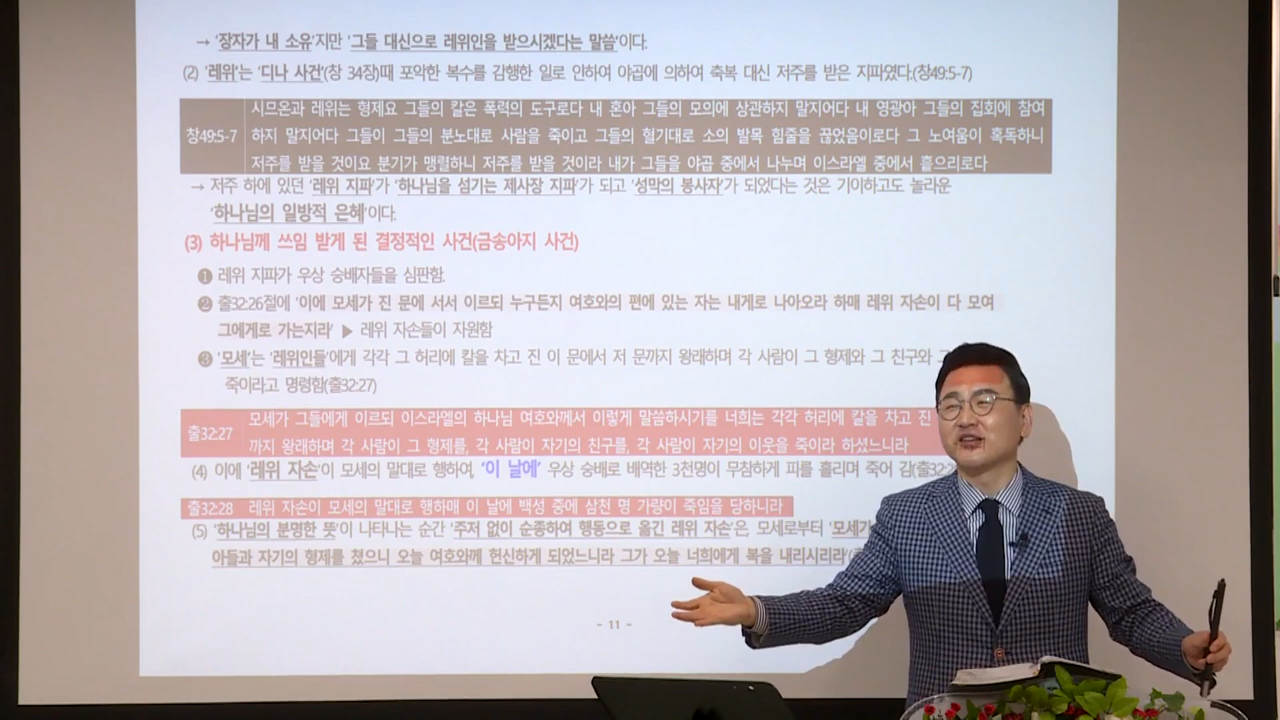 → '장자가 내 소유'지만 '그들 대신으로 레위인을 받으시겠다는 말씀'이다.
(2) '레위'는 '디나 사건'(창 34장)때 포악한 복수를 감행한 일로 인하여 야곱에 의하여 축복 대신 저주를 받은 지파였다.(창49:5-7)
시므온과 레위는 형제요 그들의 칼은 폭력의 도구로다 내 혼아 그들의 모의에 상관하지 말지어다 내 영광아 그들의 집회에 참여
창49:5-7 하지 말지어다 그들이 그들의 분노대로 사람을 죽이고 그들의 혈기대로 소의 발목 힘줄을 끊었음이로다 그 노여움이 혹독하니
저주를 받을 것이요 분기가 맹렬하니 저주를 받을 것이라 내가 그들을 야곱 중에서 나누며 이스라엘 중에서 흩으리로다
→ 저주 하에 있던 '레위 지파'가 '하나님을 섬기는 제사장 지파'가 되고 '성막의 봉사자'가 되었다는 것은 기이하고도 놀라운
'하나님의 일방적 은혜'이다.
(3) 하나님께 쓰임 받게 된 결정적인 사건(금송아지 사건)
❶ 레위 지파가 우상 숭배자들을 심판함.
❷ 출32:26절에 '이에 모세가 진 문에 서서 이르되 누구든지 여호와의 편에 있는 자는 내게로 나아오라 하매 레위 자손이 다 모여
그에게로 가는지라' ▶ 레위 자손들이 자원함
❸ '모세'는 '레위인들'에게 각각 그 허리에 칼을 차고 진 이 문에서 저 문까지 왕래하며 각 사람이 그 형제와 그 친구와
죽이라고 명령함(출32:27)
모세가 그들에게 이르되 이스라엘의 하나님 여호와께서 이렇게 말씀하시기를 너희는 각각 허리에 칼을 차고 진
출32:27 까지 왕래하며 각 사람이 그 형제를, 각 사람이 자기의 친구를, 각 사람이 자기의 이웃을 죽이라 하셨느니라
(4) 이에 '레위 자손'이 모세의 말대로 행하여, '이 날에' 우상 숭배로 배역한 3천명이 무참하게 피를 흘리며 죽어 감(출32:
출32:28 레위 자손이 모세의 말대로 행하매 이 날에 백성 중에 삼천 명 가량이 죽임을 당하니라
(5) '하나님의 분명한 뜻'이 나타나는 순간 '주저 없이 순종하여 행동으로 옮긴 레위 자손'은, 모세로부터 '모세가
아들과 자기의 형제를 쳤으니 오늘 여호와께 헌신하게 되었느니라 그가 오늘 너희에게 복을 내리시리라'
- 11 -